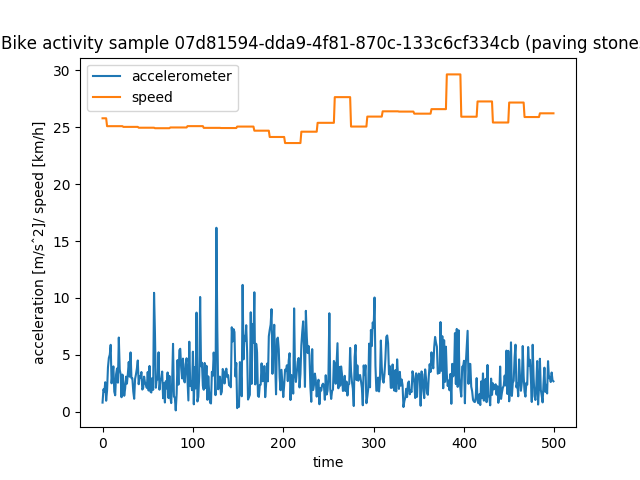 Bike activity sample 07d81594-dda9-4f81-870c-133c6cf334cb (paving stone
accelerometer
speed
acceleration [m/s^2]/ speed [km/h]
30
25
20
15
10
5
0
0 100 200 300 400 500
time